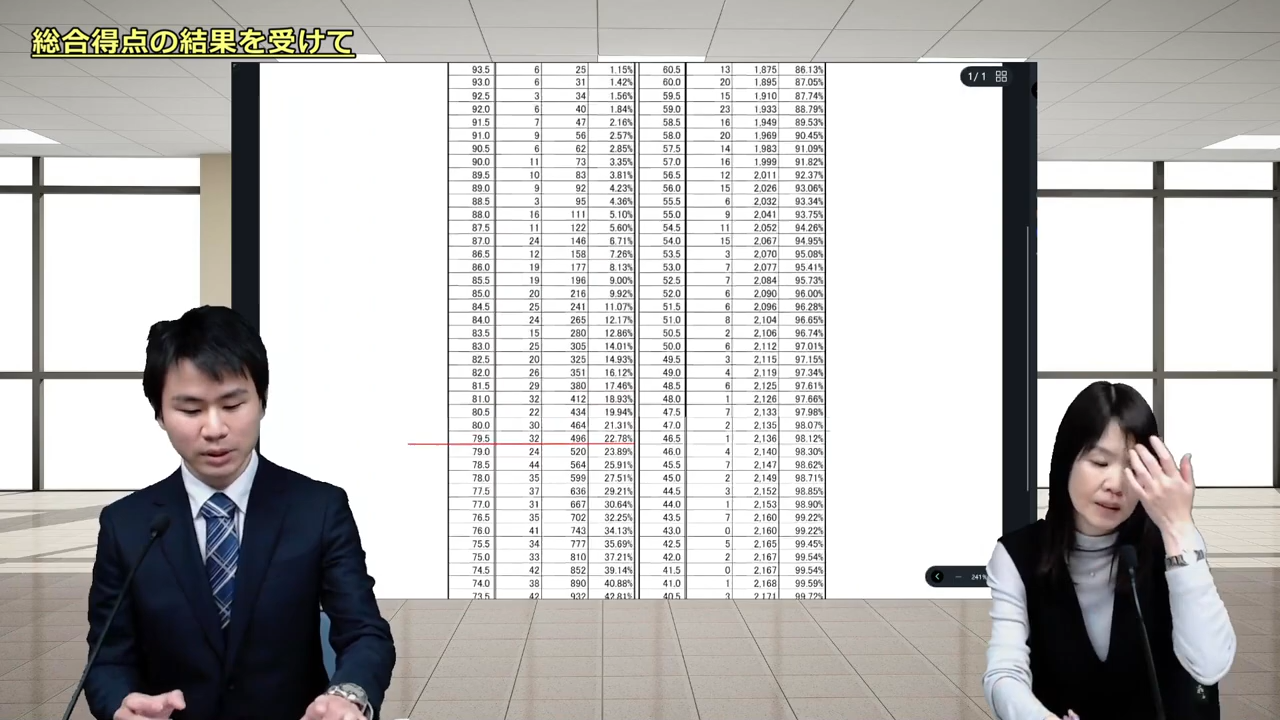 総合得点の結果を受けて
1/1
93.5 6 25 1.15% 60.5 13 1,875 86.13%
93.0 6 31 1.42% 60.0 20 1,895 87.05%
92.5 3 34 1.56% 59.5 15 1,910 87.74%
92.0 6 40 1.84% 59.0 23 1,933 88.79%
91.5 7 47 2.16% 58.5 16 1,949 89.53%
91.0 9 56 2.57% 58.0 20 1,969 90.45%
90.5 6 62 2.85% 57.5 14 1,983 91.09%
90.0 11 73 3.35% 57.0 16 1,999 91.82%
89.5 10 83 3.81% 56.5 12 2,011 92.37%
89.0 9 92 4.23% 56.0 15 2,026 93.06%
88.5 3 95 4.36% 55.5 6 2,032 93.34%
88.0 16 111 5.10% 55.0 9 2,041 93.75%
87.5 11 122 5.60% 54.5 11 2,052 94.26%
87.0 24 146 6.71% 54.0 15 2,067 94.95%
86.5 12 158 7.26% 53.5 3 2,070 95.08%
86.0 19 177 8.13% 53.0 7 2,077 95.41%
85.5 19 196 9.00% 52.5 7 2,084 95.73%
85.0 20 216 9.92% 52.0 6 2,090 96.00%
84.5 25 241 11.07% 51.5 6 2,096 96.28%
84.0 24 265 12.17% 51.0 8 2,104 96.65%
83.5 15 280 12.86% 50.5 2 2,106 96.74%
83.0 25 305 14.01% 50.0 6 2,112 97.01%
82.5 20 325 14.93% 49.5 3 2,115 97.15%
82.0 26 351 16.12% 49.0 4 2,119 97.34%
81.5 29 380 17.46% 48.5 6 2,125 97.61%
81.0 32 412 18.93% 48.0 1 2,126 97.66%
80.5 22 434 19.94% 47.5 7 2,133 97.98%
80.0 30 464 21.31% 47.0 2 2,135 98.07%
79.5 32 496 22.78% 46.5 1 2,136 98.12%
79.0 24 520 23.89% 46.0 4 2,140 98.30%
78.5 44 564 25.91% 45.5 7 2,147 98.62%
78.0 35 599 27.51% 45.0 2 2,149 98.71%
77.5 37 636 29.21% 44.5 3 2,152 98.85%
77.0 31 667 30.64% 44.0 1 2,153 98.90%
76.5 35 702 32.25% 43.5 7 2,160 99.22%
76.0 41 743 34.13% 43.0 0 2,160 99.22%
75.5 34 777 35.69% 42.5 5 2,165 99.45%
75.0 33 810 37.21% 42.0 2 2,167 99.54%
74.5 42 852 39.14% 41.5 0 2,167 99.54%
74.0 38 890 40.88% 41.0 1 2,168 99.59%
73.5 42 932 42.81% 40.5 3 2,171 99.72%
241%